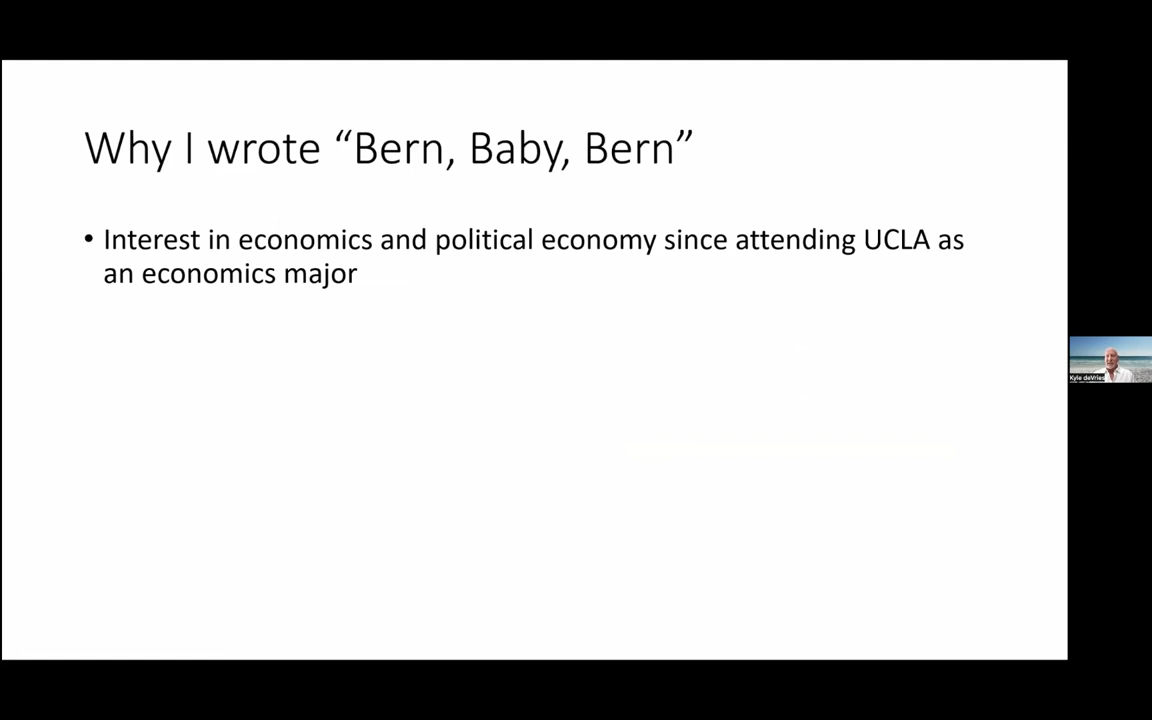 Why I wrote “Bern, Baby, Bern”
• Interest in economics and political economy since attending UCLA as
an economics major
Kyle deVries